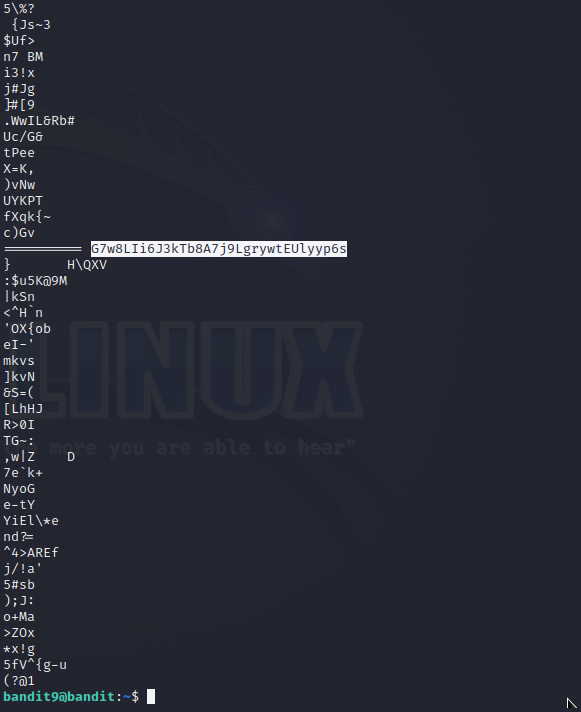 5\%?
{Js~3
$Uf>
n7 BM
i3!x
j#Jg
]#[9
.WwIL&Rb#
Uc/G&
tPee
X=K,
)vNw
UYKPT
fXqk{~
c)Gv
========== G7w8LIi6J3kTb8A7j9LgrywtEUlyyp6s
} H\QXV
:$u5K@9M
|kSn
<^H`n
'OX{ob
eI-'
mkvs
]kvN
&S=(
[LhHJ
R>0I
TG~:
,w|Z D
7e`k+
NyoG
e-tY
YiEl\*e
nd?=
^4>AREf
j/!a'
5#sb
);J:
o+Ma
>ZOx
*x!g
5fV^{g-u
(?@1
bandit9@bandit:~$
LINUX
more you are able to hear"